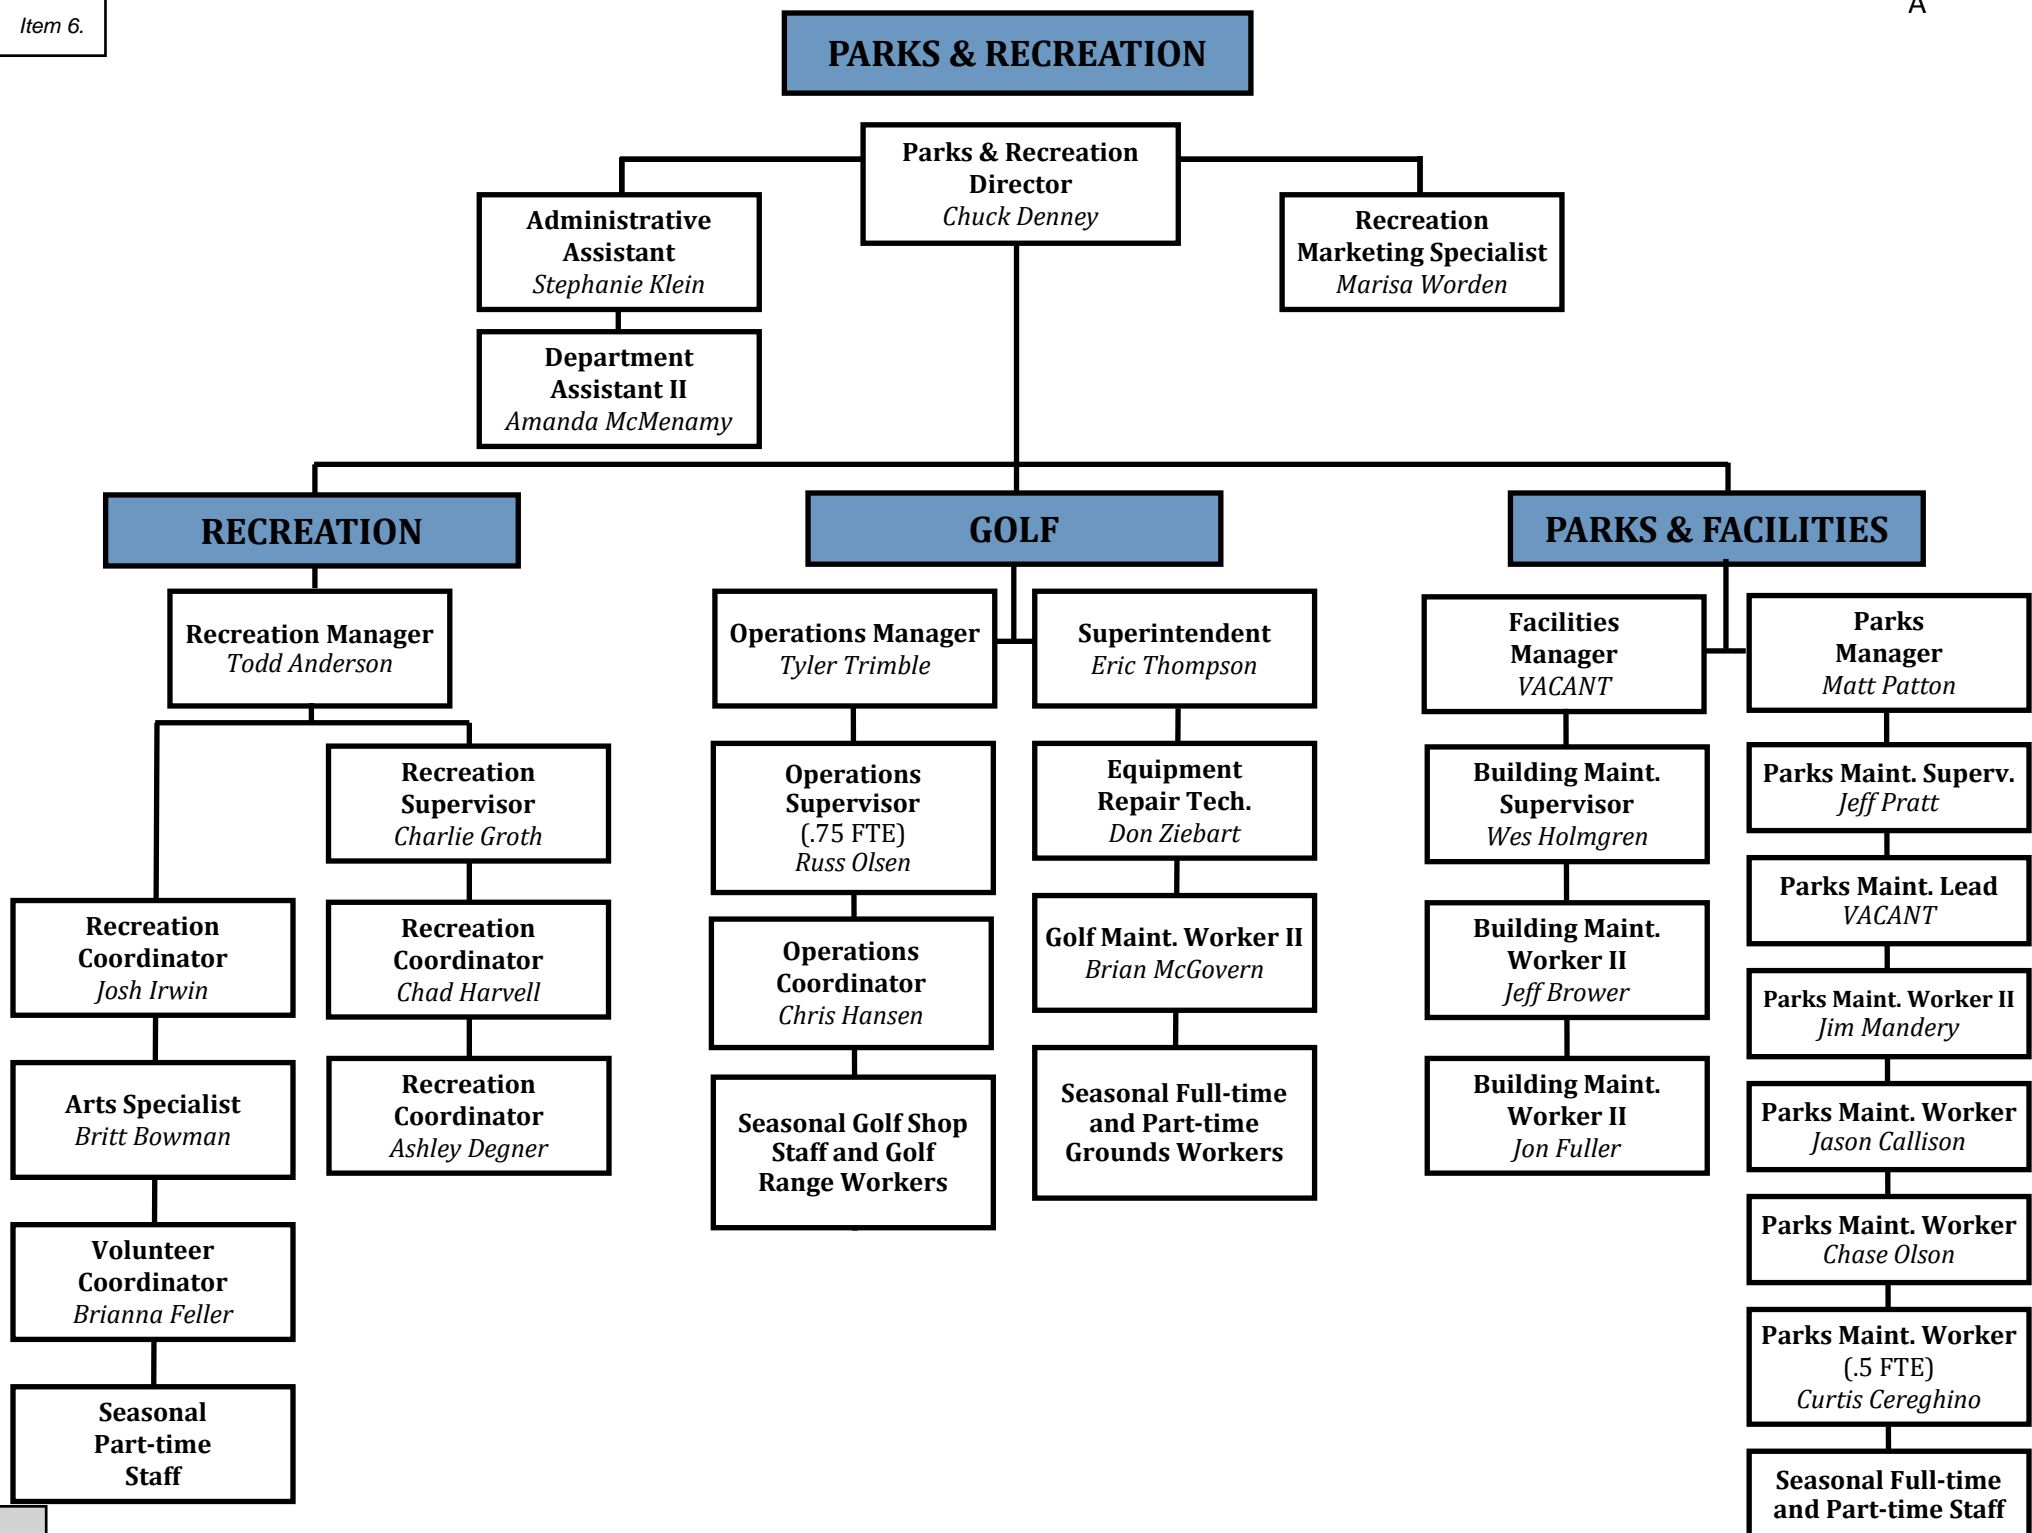 Item 6.
A
PARKS & RECREATION
Parks & Recreation
Director
Chuck Denney
Administrative
Assistant
Stephanie Klein
Recreation
Marketing Specialist
Marisa Worden
Department
Assistant II
Amanda McMenamy
RECREATION
Recreation Manager
Todd Anderson
Recreation
Supervisor
Charlie Groth
Recreation
Coordinator
Josh Irwin
Recreation
Coordinator
Chad Harvell
Arts Specialist
Britt Bowman
Recreation
Coordinator
Ashley Degner
Volunteer
Coordinator
Brianna Feller
Seasonal
Part-time
Staff
GOLF
Operations Manager
Tyler Trimble
Superintendent
Eric Thompson
Operations
Supervisor
(.75 FTE)
Russ Olsen
Equipment
Repair Tech.
Don Ziebart
Operations
Coordinator
Chris Hansen
Golf Maint. Worker II
Brian McGovern
Seasonal Golf Shop
Staff and Golf
Range Workers
Seasonal Full-time
and Part-time
Grounds Workers
PARKS & FACILITIES
Facilities
Manager
VACANT
Parks
Manager
Matt Patton
Building Maint.
Supervisor
Wes Holmgren
Building Maint.
Worker II
Jeff Brower
Building Maint.
Worker II
Jon Fuller
Parks Maint. Superv.
Jeff Pratt
Parks Maint. Lead
VACANT
Parks Maint. Worker II
Jim Mandery
Parks Maint. Worker
Jason Callison
Parks Maint. Worker
Chase Olson
Parks Maint. Worker
(.5 FTE)
Curtis Cereghino
Seasonal Full-time
and Part-time Staff